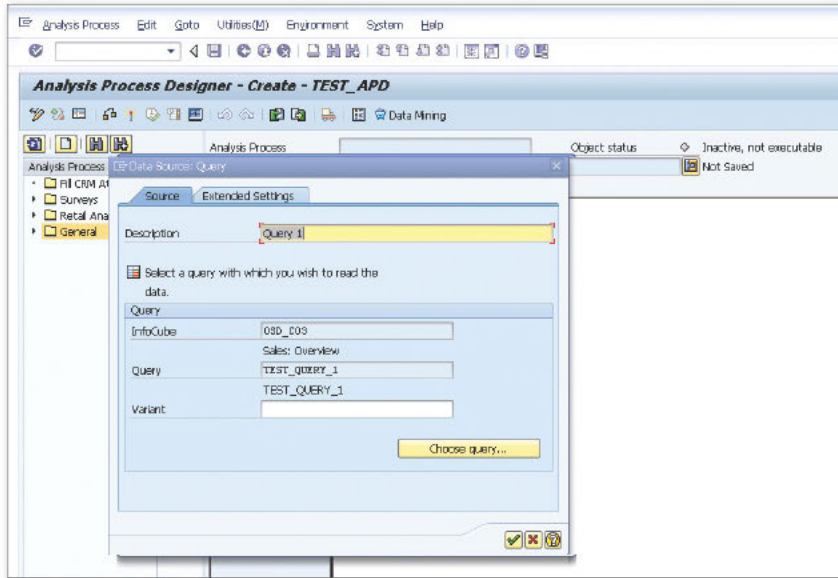 Analysis Process Edit Goto Utilities(M) Environment System Help
Analysis Process Designer - Create - TEST_APD
Data Mining
Analysis Process Object status Inactive, not executable
Not Saved
Analysis Process
Fill CRM At
Surveys
Retail Ana
General
Data Source: Query
Source Extended Settings
Description Query 1
Select a query with which you wish to read the
data.
Query
InfoCube 0SD_C03
Sales: Overview
Query TEST_QUERY_1
TEST_QUERY_1
Variant
Choose query...